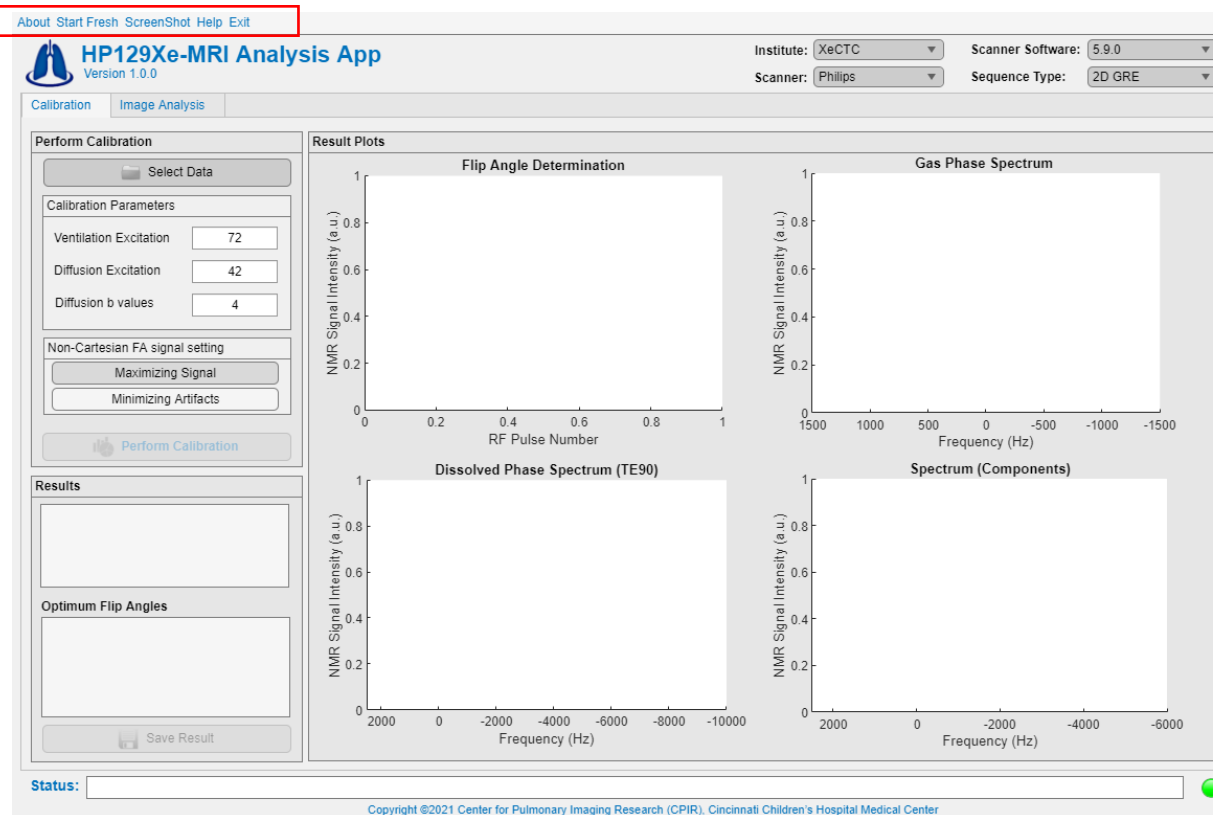 About Start Fresh ScreenShot Help Exit
HP129Xe-MRI Analysis App
Version 1.0.0
Institute: XeCTC
Scanner Software: 5.9.0
Scanner: Philips
Sequence Type: 2D GRE
Calibration Image Analysis
Perform Calibration
Select Data
Calibration Parameters
Ventilation Excitation 72
Diffusion Excitation 42
Diffusion b values 4
Non-Cartesian FA signal setting
Maximizing Signal
Minimizing Artifacts
Perform Calibration
Results
Optimum Flip Angles
Save Result
Result Plots
Flip Angle Determination
NMR Signal Intensity (a.u.)
1
0.8
0.6
0.4
0.2
0
0 0.2 0.4 0.6 0.8 1
RF Pulse Number
Gas Phase Spectrum
NMR Signal Intensity (a.u.)
1
0.8
0.6
0.4
0.2
0
1500 1000 500 0 -500 -1000 -1500
Frequency (Hz)
Dissolved Phase Spectrum (TE90)
NMR Signal Intensity (a.u.)
1
0.8
0.6
0.4
0.2
0
2000 0 -2000 -4000 -6000 -8000 -10000
Frequency (Hz)
Spectrum (Components)
NMR Signal Intensity (a.u.)
1
0.8
0.6
0.4
0.2
0
2000 0 -2000 -4000 -6000
Frequency (Hz)
Status:
Copyright ©2021 Center for Pulmonary Imaging Research (CPIR), Cincinnati Children's Hospital Medical Center